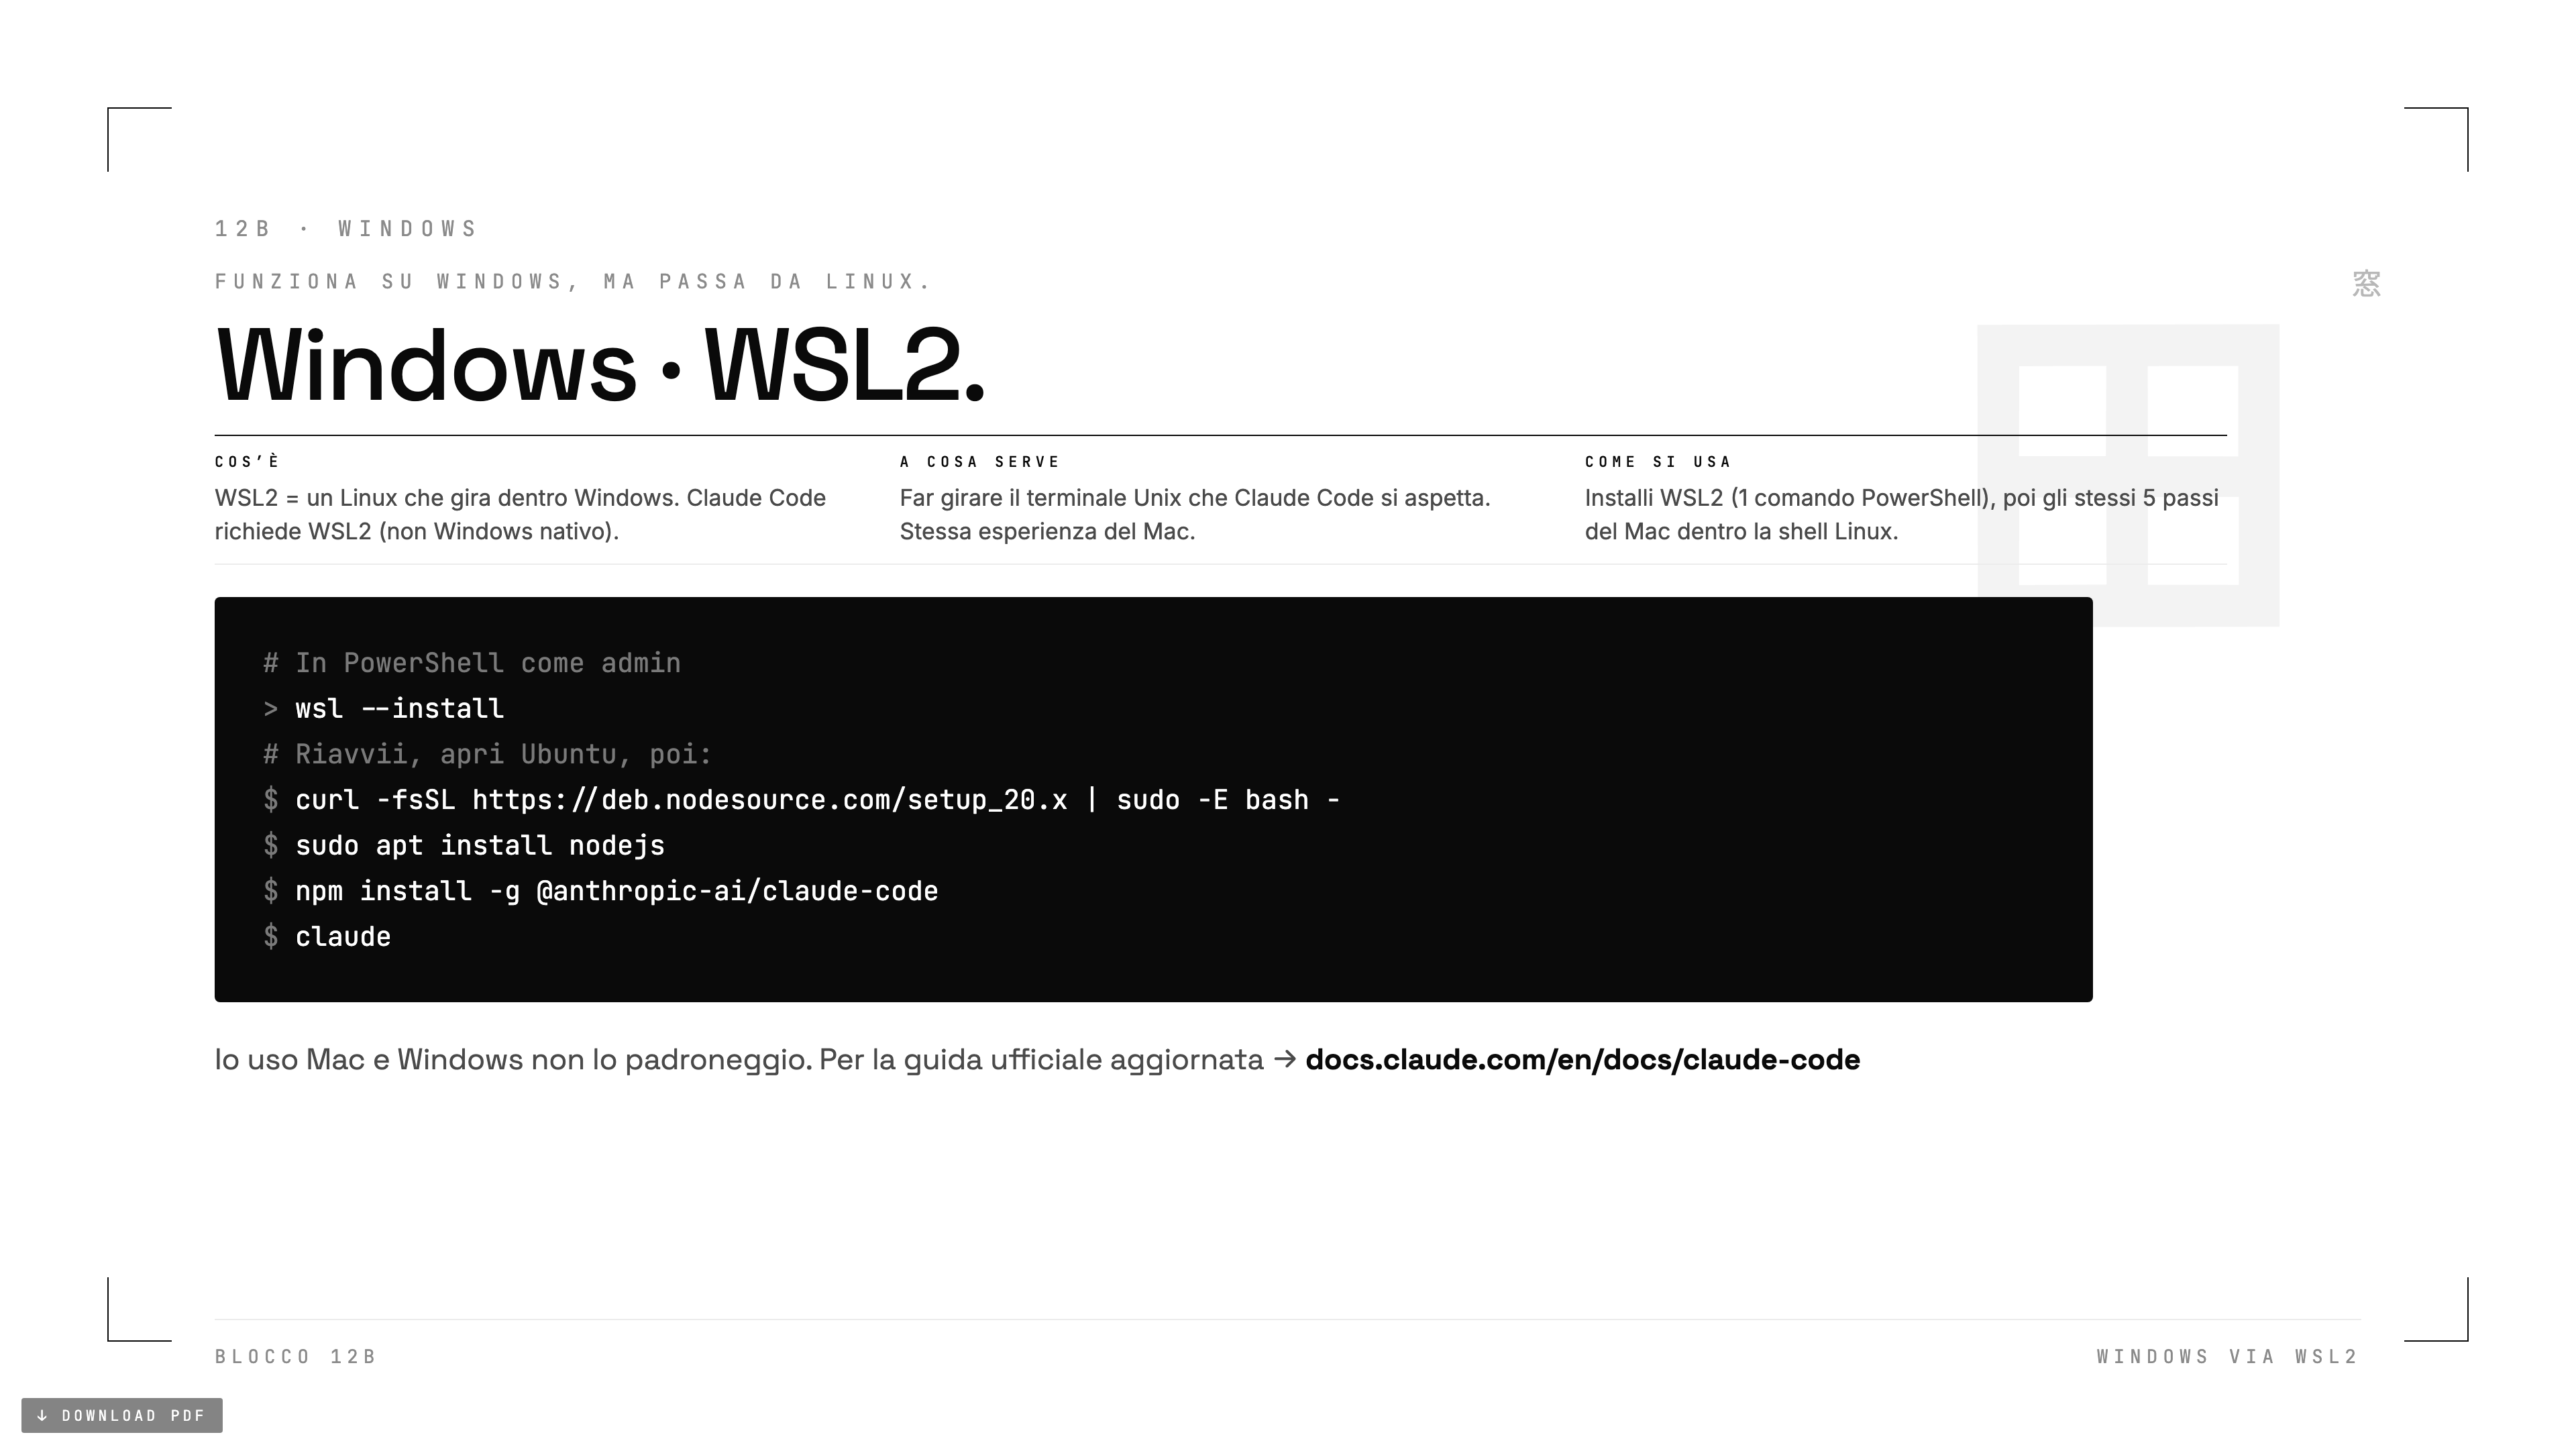 12B · WINDOWS
FUNZIONA SU WINDOWS, MA PASSA DA LINUX.
窓
Windows · WSL2.
COS’È
WSL2 = un Linux che gira dentro Windows. Claude Code
richiede WSL2 (non Windows nativo).
A COSA SERVE
Far girare il terminale Unix che Claude Code si aspetta.
Stessa esperienza del Mac.
COME SI USA
Installi WSL2 (1 comando PowerShell), poi gli stessi 5 passi
del Mac dentro la shell Linux.
# In PowerShell come admin
> wsl --install
# Riavvii, apri Ubuntu, poi:
$ curl -fsSL https://deb.nodesource.com/setup_20.x | sudo -E bash -
$ sudo apt install nodejs
$ npm install -g @anthropic-ai/claude-code
$ claude
Io uso Mac e Windows non lo padroneggio. Per la guida ufficiale aggiornata → docs.claude.com/en/docs/claude-code
BLOCCO 12B
WINDOWS VIA WSL2
↓ DOWNLOAD PDF